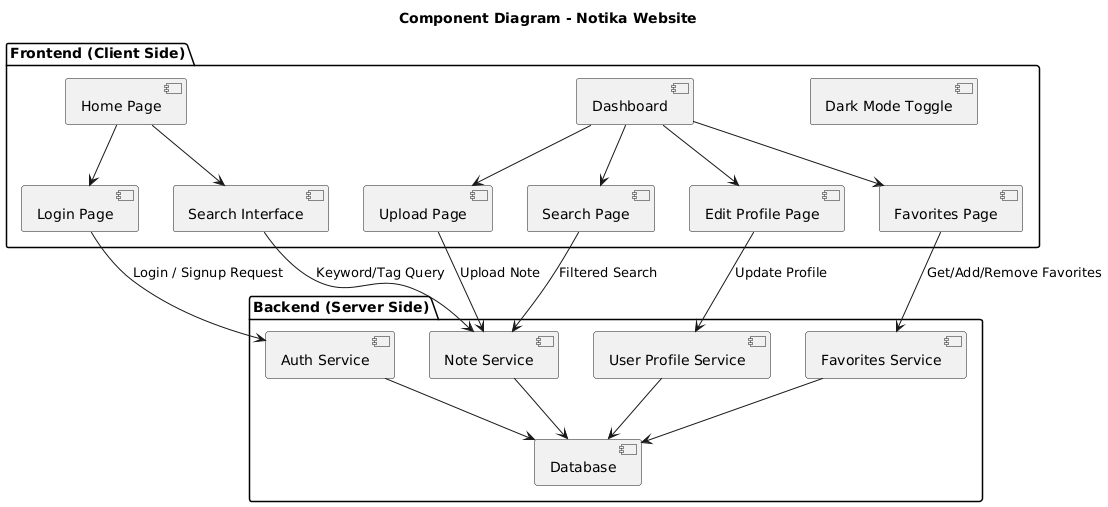 Component Diagram - Notika Website
Frontend (Client Side)
Home Page
Dashboard
Dark Mode Toggle
Login Page
Search Interface
Upload Page
Search Page
Edit Profile Page
Favorites Page
Login / Signup Request
Keyword/Tag Query
Upload Note
Filtered Search
Update Profile
Get/Add/Remove Favorites
Backend (Server Side)
Auth Service
Note Service
User Profile Service
Favorites Service
Database